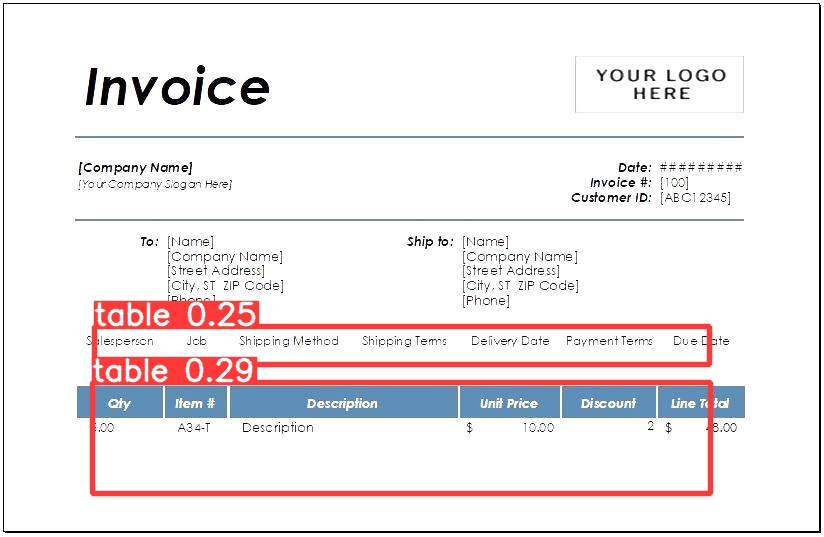 Invoice
YOUR LOGO
HERE
[Company Name]
[Your Company Slogan Here]
Date: #########
Invoice #: [100]
Customer ID: [ABC12345]
To: [Name]
[Company Name]
[Street Address]
[City, ST ZIP Code]
[Phone]
Ship to: [Name]
[Company Name]
[Street Address]
[City, ST ZIP Code]
[Phone]
table 0.25
Salesperson Job Shipping Method Shipping Terms Delivery Date Payment Terms Due Date
table 0.29
Qty Item # Description Unit Price Discount Line Total
.00 A34-T Description $ 10.00 2 $ 48.00